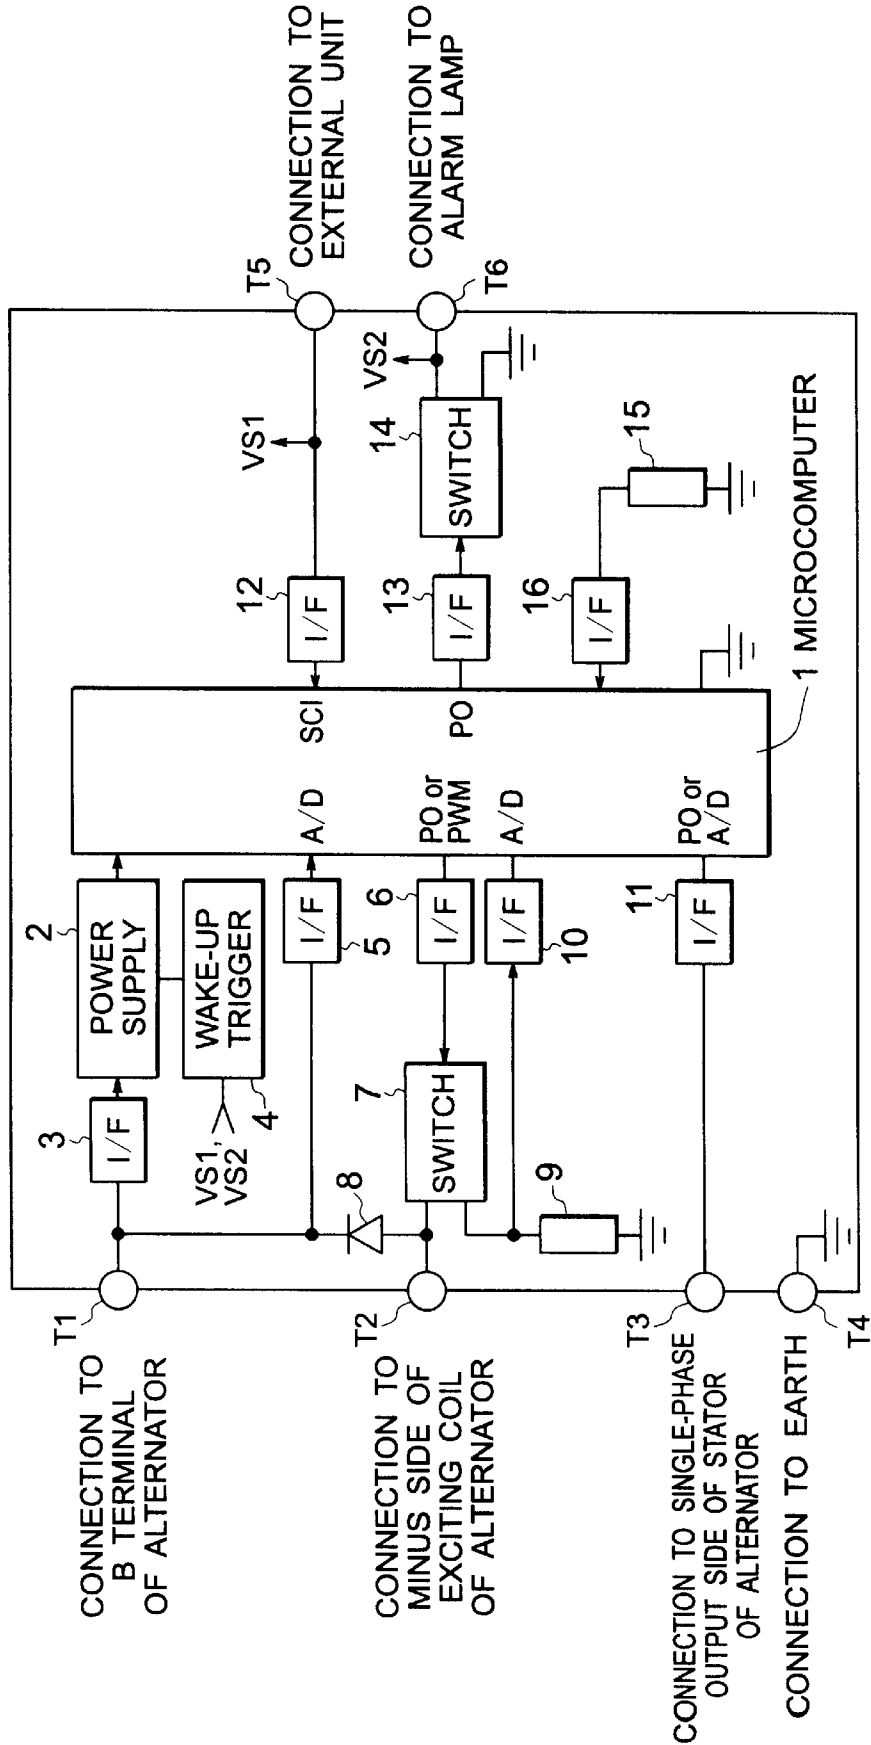 CONNECTION TO
B TERMINAL
OF ALTERNATOR
T1
3
I/F
2
POWER
SUPPLY
WAKE-UP
TRIGGER
4
VS1,
VS2
I/F
5
A/D
SCI
I/F
12
VS1
T5
CONNECTION TO
EXTERNAL UNIT
CONNECTION TO
MINUS SIDE OF
EXCITING COIL
OF ALTERNATOR
T2
8
7
SWITCH
6
I/F
PO or
PWM
PO
13
I/F
14
SWITCH
VS2
T6
CONNECTION TO
ALARM LAMP
9
I/F
10
A/D
16
I/F
15
CONNECTION TO SINGLE-PHASE
OUTPUT SIDE OF STATOR
OF ALTERNATOR
T3
11
I/F
PO or
A/D
1 MICROCOMPUTER
CONNECTION TO EARTH
T4